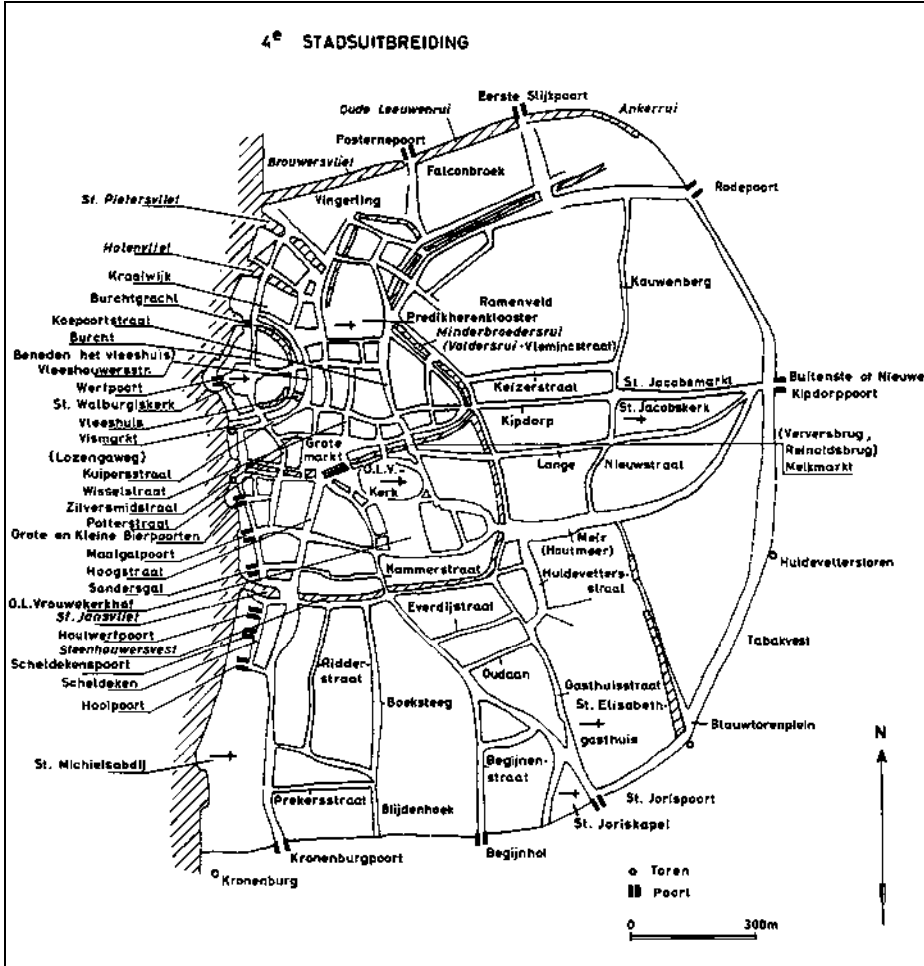 4e STADSUITBREIDING
Eerste Slijkpoort
Oude Leeuwenrui
Ankerrui
Posternepoort
Brouwersvliet
Falconbroek
Rodepoort
St. Pietersvliet
Vingerling
Holenvliet
Kraaiwijk
Kauwenberg
Burchtgracht
Ramenveld
Koepoortstraat
Predikherenklooster
Burcht
Minderbroedersrui
Beneden het vleeshuis)
(Valdersrui-Vlemincstraat)
Vleeshouwersstr.
Werfpoort
Keizerstraat
St. Jacobsmarkt
Buitenste of Nieuwe
Kipdorppoort
St. Walburgiskerk
Vleeshuis
Kipdorp
St. Jacobskerk
Vismarkt
Grote
markt
(Lozengaweg)
(Verversbrug,
Reinoldsbrug)
Melkmarkt
O.L.V.-
Kerk
Lange
Nieuwstraat
Kuipersstraat
Wisselstraat
Zilversmidstraat
Potterstraat
Grote en Kleine Bierpoorten
Meir
(Houtmeer)
Maalgatpoort
Huidevetterstoren
Hoogstraat
Kammerstraat
Huidevetters-
straat
Sandersgat
O.L.Vrouwekerkhof
Everdijstraat
St. Jansvliet
Houtwerfpoort
Steenhouwersvest
Tabakvest
Scheldekenspoort
Ridder-
straat
Oudaan
Scheldeken
Gasthuisstraat
Hooipoort
Boeksteeg
St. Elisabeth-
gasthuis
Blauwtorenplein
N
St. Michielsabdij
Begijnen-
straat
Prekersstraat
Blijdenhoek
St. Jorispoort
St. Joriskapel
Kronenburgpoort
Begijnhof
Kronenburg
Toren
Poort
0 300m